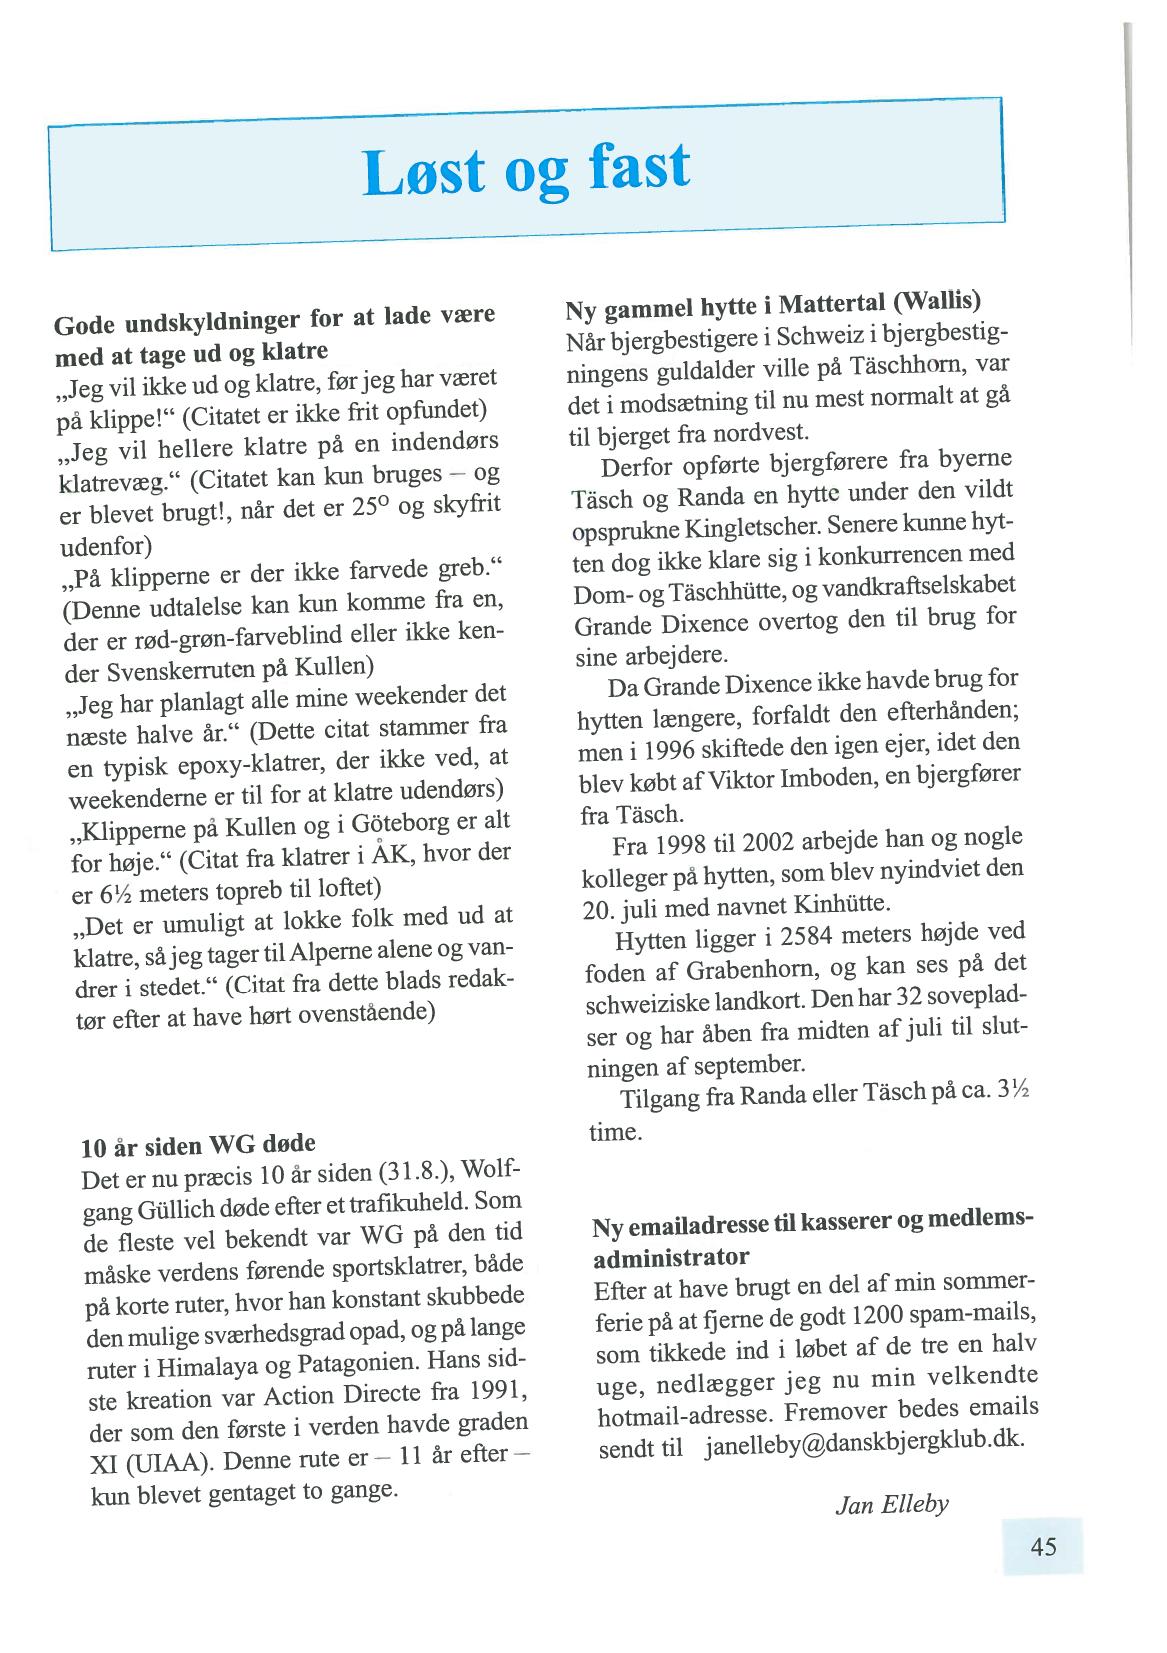 Løst og fast
Gode undskyldninger for at lade være
med at tage ud og klatre
„Jeg vil ikke ud og klatre, før jeg har været
på klippe!“ (Citatet er ikke frit opfundet)
„Jeg vil hellere klatre på en indendørs
klatrevæg.“ (Citatet kan kun bruges – og
er blevet brugt!, når det er 25° og skyfrit
udenfor)
„På klipperne er der ikke farvede greb.“
(Denne udtalelse kan kun komme fra en,
der er rød-grøn-farveblind eller ikke ken-
der Svenskerruten på Kullen)
„Jeg har planlagt alle mine weekender det
næste halve år.“ (Dette citat stammer fra
en typisk epoxy-klatrer, der ikke ved, at
weekenderne er til for at klatre udendørs)
„Klipperne på Kullen og i Göteborg er alt
for høje.“ (Citat fra klatrer i ÅK, hvor der
er 6½ meters topreb til loftet)
„Det er umuligt at lokke folk med ud at
klatre, så jeg tager til Alperne alene og van-
drer i stedet.“ (Citat fra dette blads redak-
tør efter at have hørt ovenstående)
10 år siden WG døde
Det er nu præcis 10 år siden (31.8.), Wolf-
gang Güllich døde efter et trafikuheld. Som
de fleste vel bekendt var WG på den tid
måske verdens førende sportsklatrer, både
på korte ruter, hvor han konstant skubbede
den mulige sværhedsgrad opad, og på lange
ruter i Himalaya og Patagonien. Hans sid-
ste kreation var Action Directe fra 1991,
der som den første i verden havde graden
XI (UIAA). Denne rute er – 11 år efter –
kun blevet gentaget to gange.
Ny gammel hytte i Mattertal (Wallis)
Når bjergbestigere i Schweiz i bjergbestig-
ningens guldalder ville på Täschhorn, var
det i modsætning til nu mest normalt at gå
til bjerget fra nordvest.
Derfor opførte bjergførere fra byerne
Täsch og Randa en hytte under den vildt
opsprukne Kingletscher. Senere kunne hyt-
ten dog ikke klare sig i konkurrencen med
Dom- og Täschhütte, og vandkraftselskabet
Grande Dixence overtog den til brug for
sine arbejdere.
Da Grande Dixence ikke havde brug for
hytten længere, forfaldt den efterhånden;
men i 1996 skiftede den igen ejer, idet den
blev købt af Viktor Imboden, en bjergfører
fra Täsch.
Fra 1998 til 2002 arbejde han og nogle
kolleger på hytten, som blev nyindviet den
20. juli med navnet Kinhütte.
Hytten ligger i 2584 meters højde ved
foden af Grabenhorn, og kan ses på det
schweiziske landkort. Den har 32 soveplad-
ser og har åben fra midten af juli til slut-
ningen af september.
Tilgang fra Randa eller Täsch på ca. 3½
time.
Ny emailadresse til kasserer og medlems-
administrator
Efter at have brugt en del af min sommer-
ferie på at fjerne de godt 1200 spam-mails,
som tikkede ind i løbet af de tre en halv
uge, nedlægger jeg nu min velkendte
hotmail-adresse. Fremover bedes emails
sendt til janelleby@danskbjergklub.dk.
Jan Elleby
45